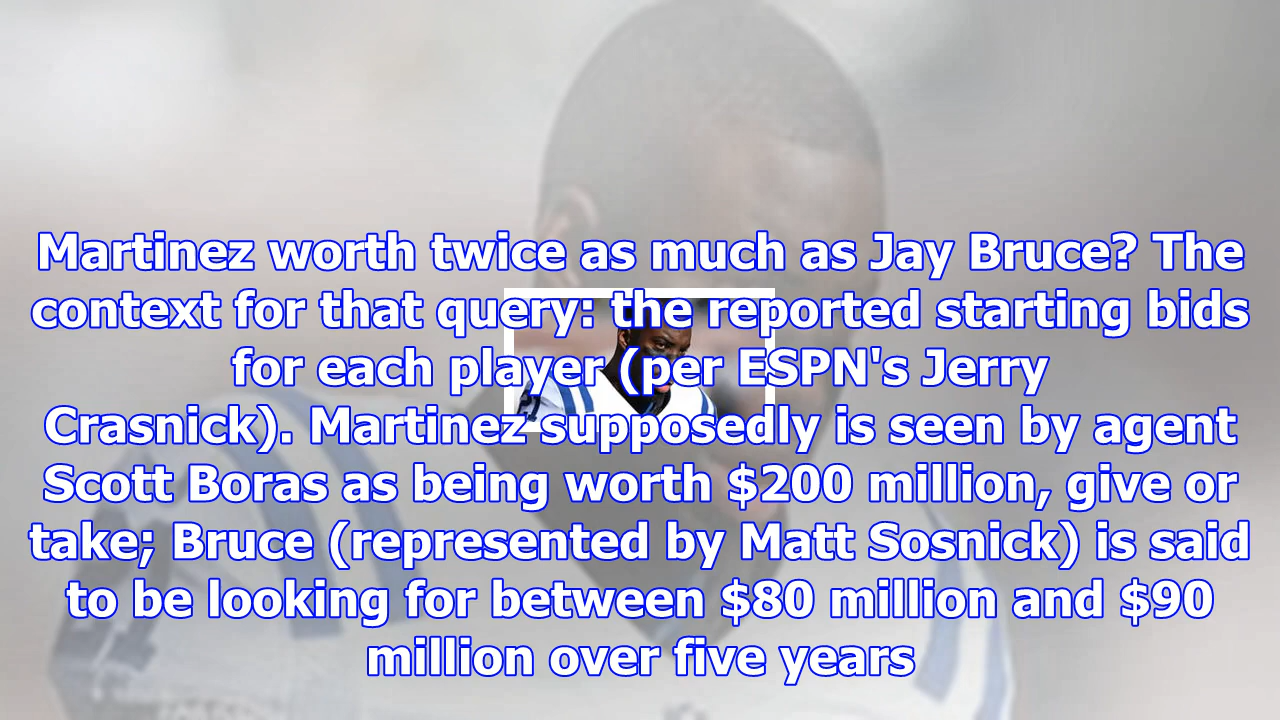 Martinez worth twice as much as Jay Bruce? The
context for that query: the reported starting bids
for each player (per ESPN's Jerry
Crasnick). Martinez supposedly is seen by agent
Scott Boras as being worth $200 million, give or
take; Bruce (represented by Matt Sosnick) is said
to be looking for between $80 million and $90
million over five years
21